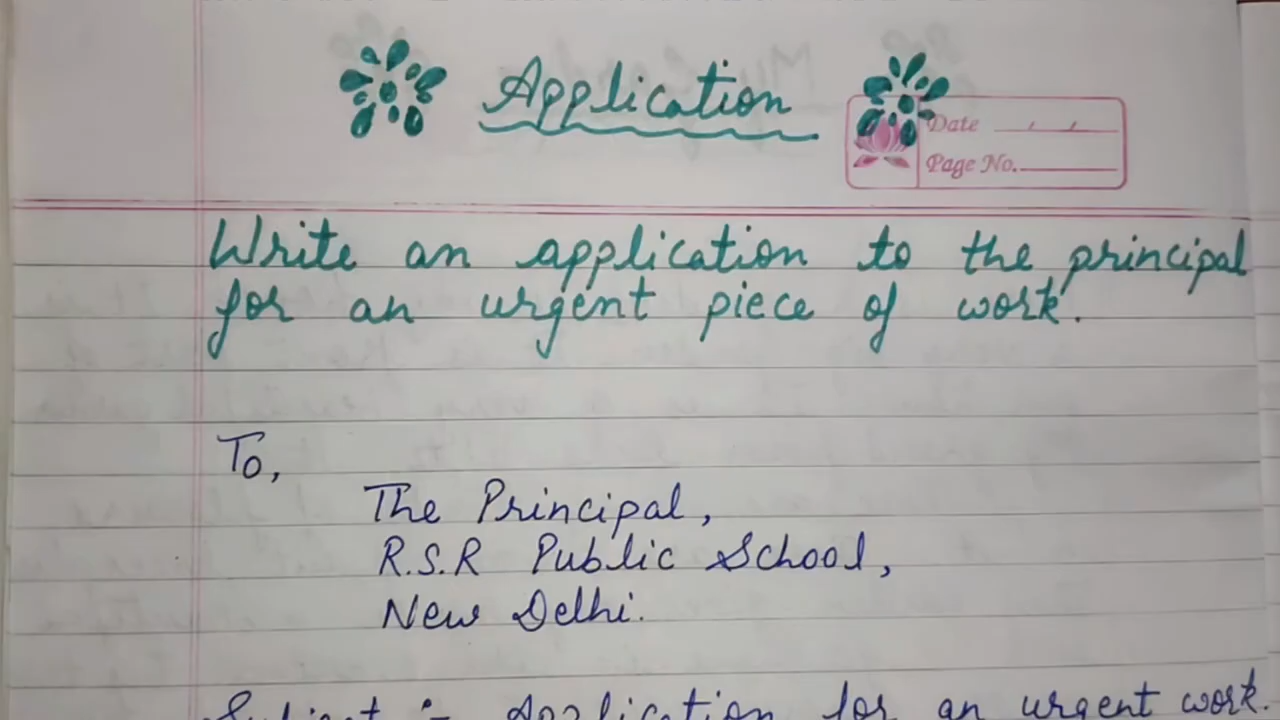 Application
Date / /
Page No.
Write an application to the principal
for an urgent piece of work.
To,
The Principal,
R.S.R Public School,
New Delhi.
Subject :- Application for an urgent work.